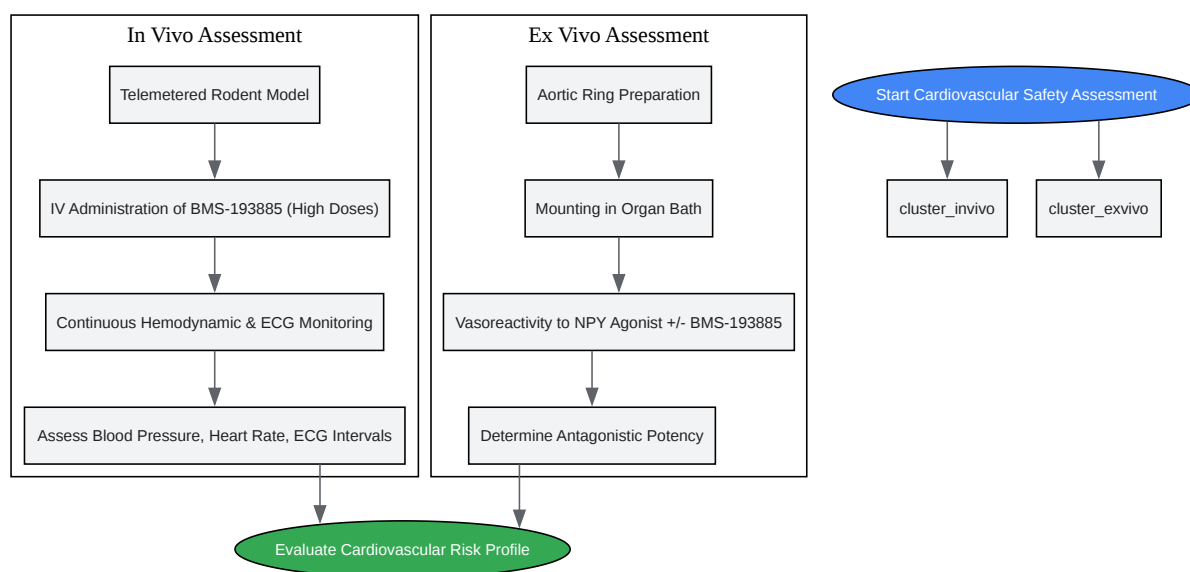 In Vivo Assessment
Telemetered Rodent Model
IV Administration of BMS-193885 (High Doses)
Continuous Hemodynamic & ECG Monitoring
Assess Blood Pressure, Heart Rate, ECG Intervals
Ex Vivo Assessment
Aortic Ring Preparation
Mounting in Organ Bath
Vasoreactivity to NPY Agonist +/- BMS-193885
Determine Antagonistic Potency
Start Cardiovascular Safety Assessment
cluster_invivo
cluster_exvivo
Evaluate Cardiovascular Risk Profile